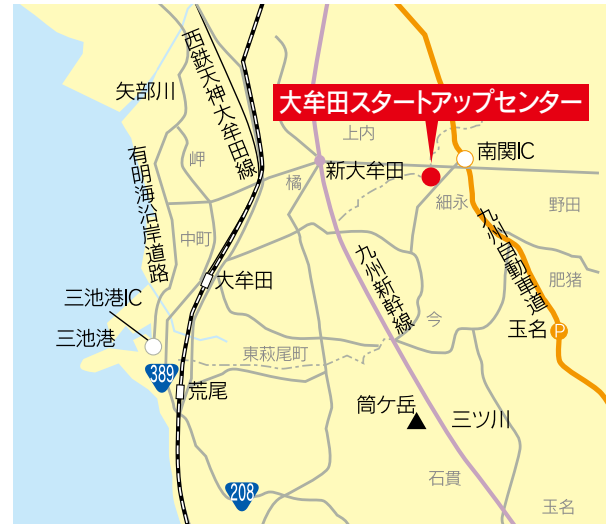 西鉄天神大牟田線
矢部川
大牟田スタートアップセンター
上内
南関IC
岬
橘
新大牟田
有明海沿岸道路
細永
野田
中町
九州自動車道
九州新幹線
大牟田
肥猪
三池港IC
今
玉名
P
三池港
東萩尾町
389
荒尾
筒ケ岳
三ツ川
石貫
208
玉名